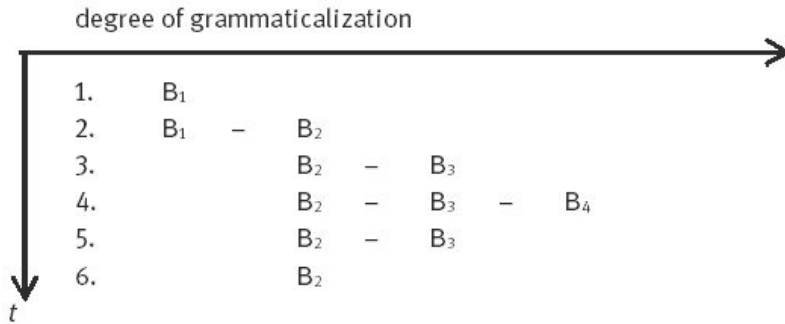 degree of grammaticalization
1. B₁
2. B₁ – B₂
3. B₂ – B₃
4. B₂ – B₃ – B₄
5. B₂ – B₃
6. B₂
t